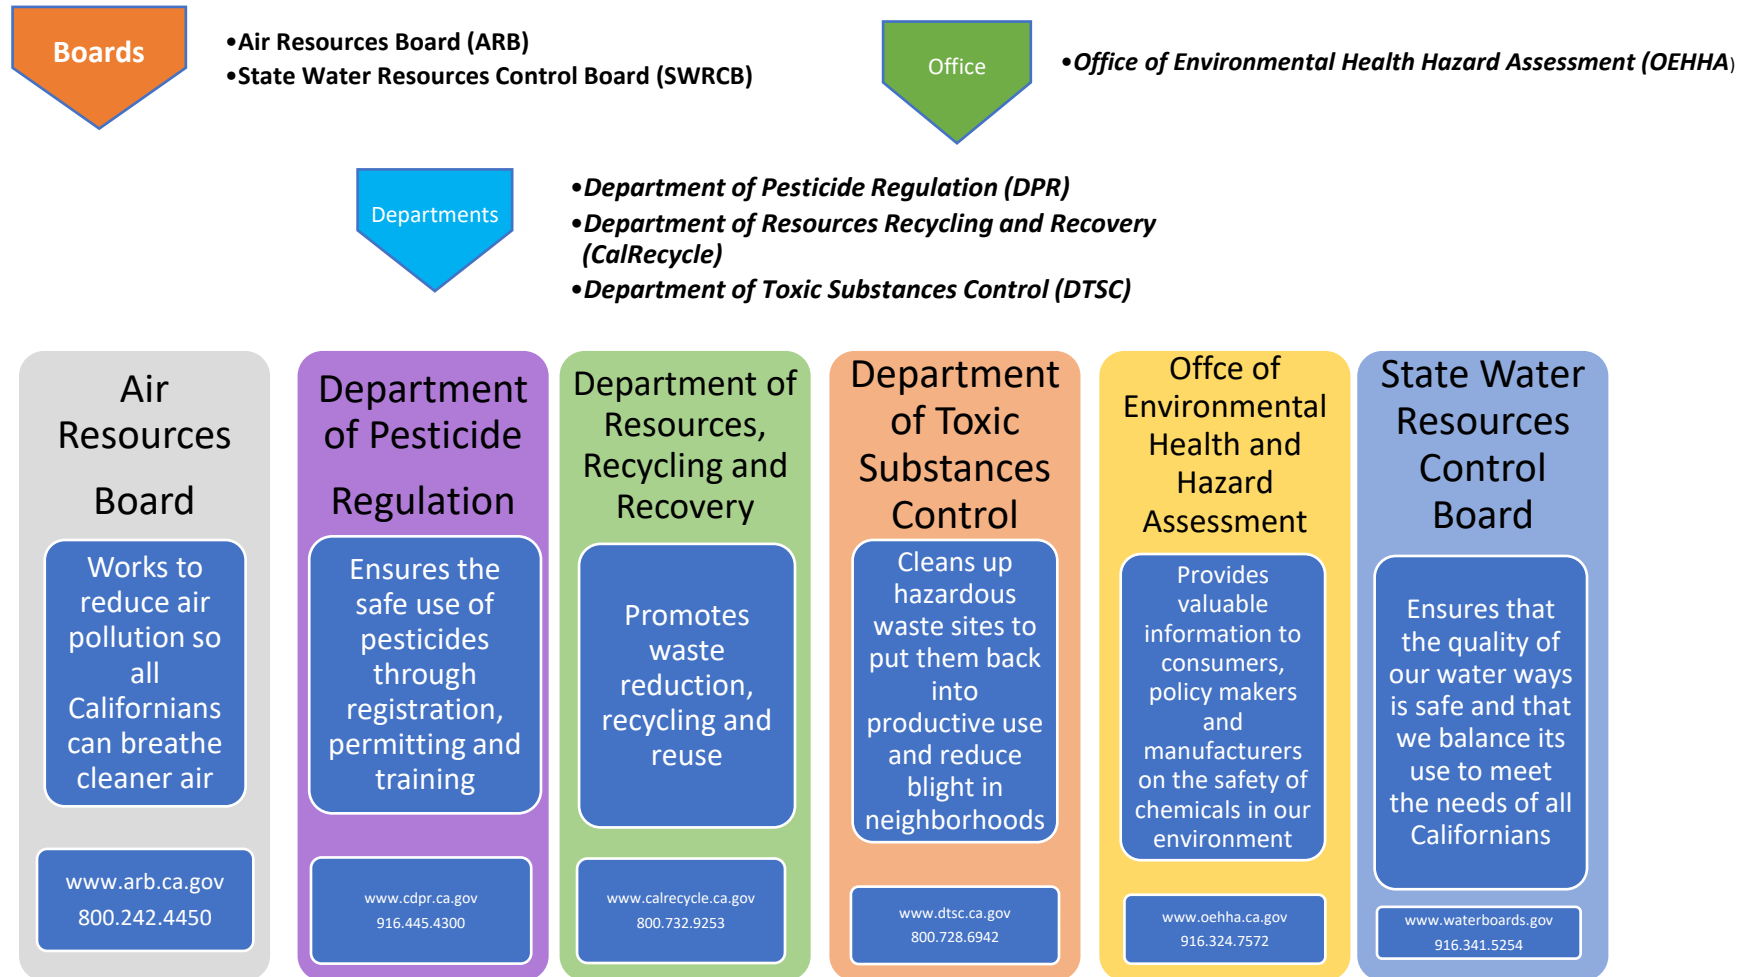 Boards
•Air Resources Board (ARB)
•State Water Resources Control Board (SWRCB)
Office
•Office of Environmental Health Hazard Assessment (OEHHA)
Departments
•Department of Pesticide Regulation (DPR)
•Department of Resources Recycling and Recovery
(CalRecycle)
•Department of Toxic Substances Control (DTSC)
Air
Resources
Board
Works to
reduce air
pollution so
all
Californians
can breathe
cleaner air
www.arb.ca.gov
800.242.4450
Department
of Pesticide
Regulation
Ensures the
safe use of
pesticides
through
registration,
permitting and
training
www.cdpr.ca.gov
916.445.4300
Department of
Resources,
Recycling and
Recovery
Promotes
waste
reduction,
recycling and
reuse
www.calrecycle.ca.gov
800.732.9253
Department
of Toxic
Substances
Control
Cleans up
hazardous
waste sites to
put them back
into
productive use
and reduce
blight in
neighborhoods
www.dtsc.ca.gov
800.728.6942
Offce of
Environmental
Health and
Hazard
Assessment
Provides
valuable
information to
consumers,
policy makers
and
manufacturers
on the safety of
chemicals in our
environment
www.oehha.ca.gov
916.324.7572
State Water
Resources
Control
Board
Ensures that
the quality of
our water ways
is safe and that
we balance its
use to meet
the needs of all
Californians
www.waterboards.gov
916.341.5254